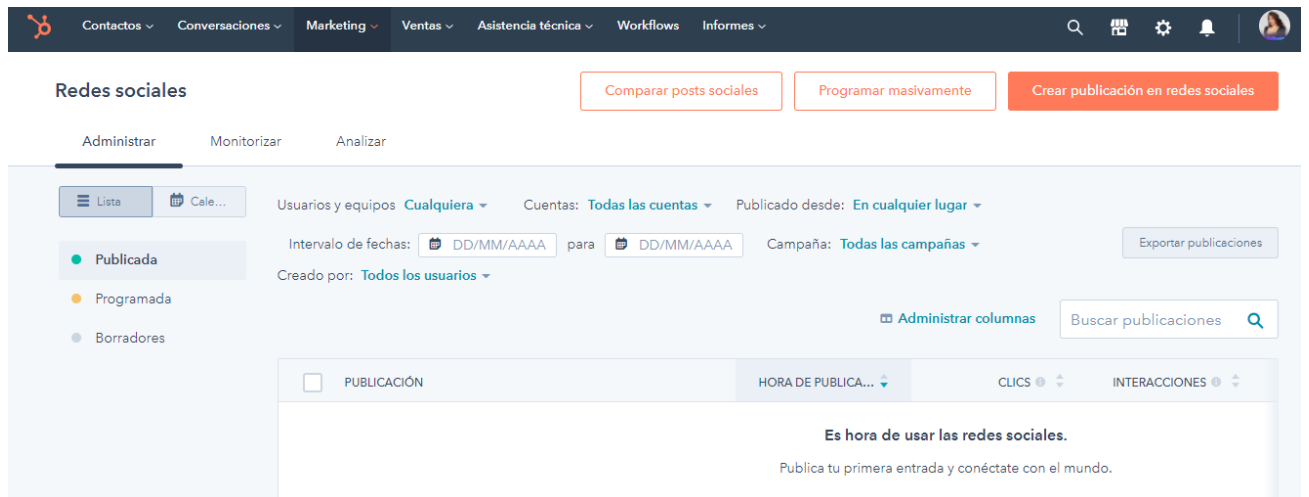 Contactos Conversaciones Marketing Ventas Asistencia técnica Workflows Informes
Redes sociales
Comparar posts sociales Programar masivamente Crear publicación en redes sociales
Administrar Monitorizar Analizar
Lista Cale...
Usuarios y equipos Cualquiera Cuentas: Todas las cuentas Publicado desde: En cualquier lugar
Intervalo de fechas: DD/MM/AAAA para DD/MM/AAAA Campaña: Todas las campañas Exportar publicaciones
Publicada
Creado por: Todos los usuarios
Programada
Administrar columnas Buscar publicaciones
Borradores
PUBLICACIÓN HORA DE PUBLICA... CLICS INTERACCIONES
Es hora de usar las redes sociales.
Publica tu primera entrada y conéctate con el mundo.